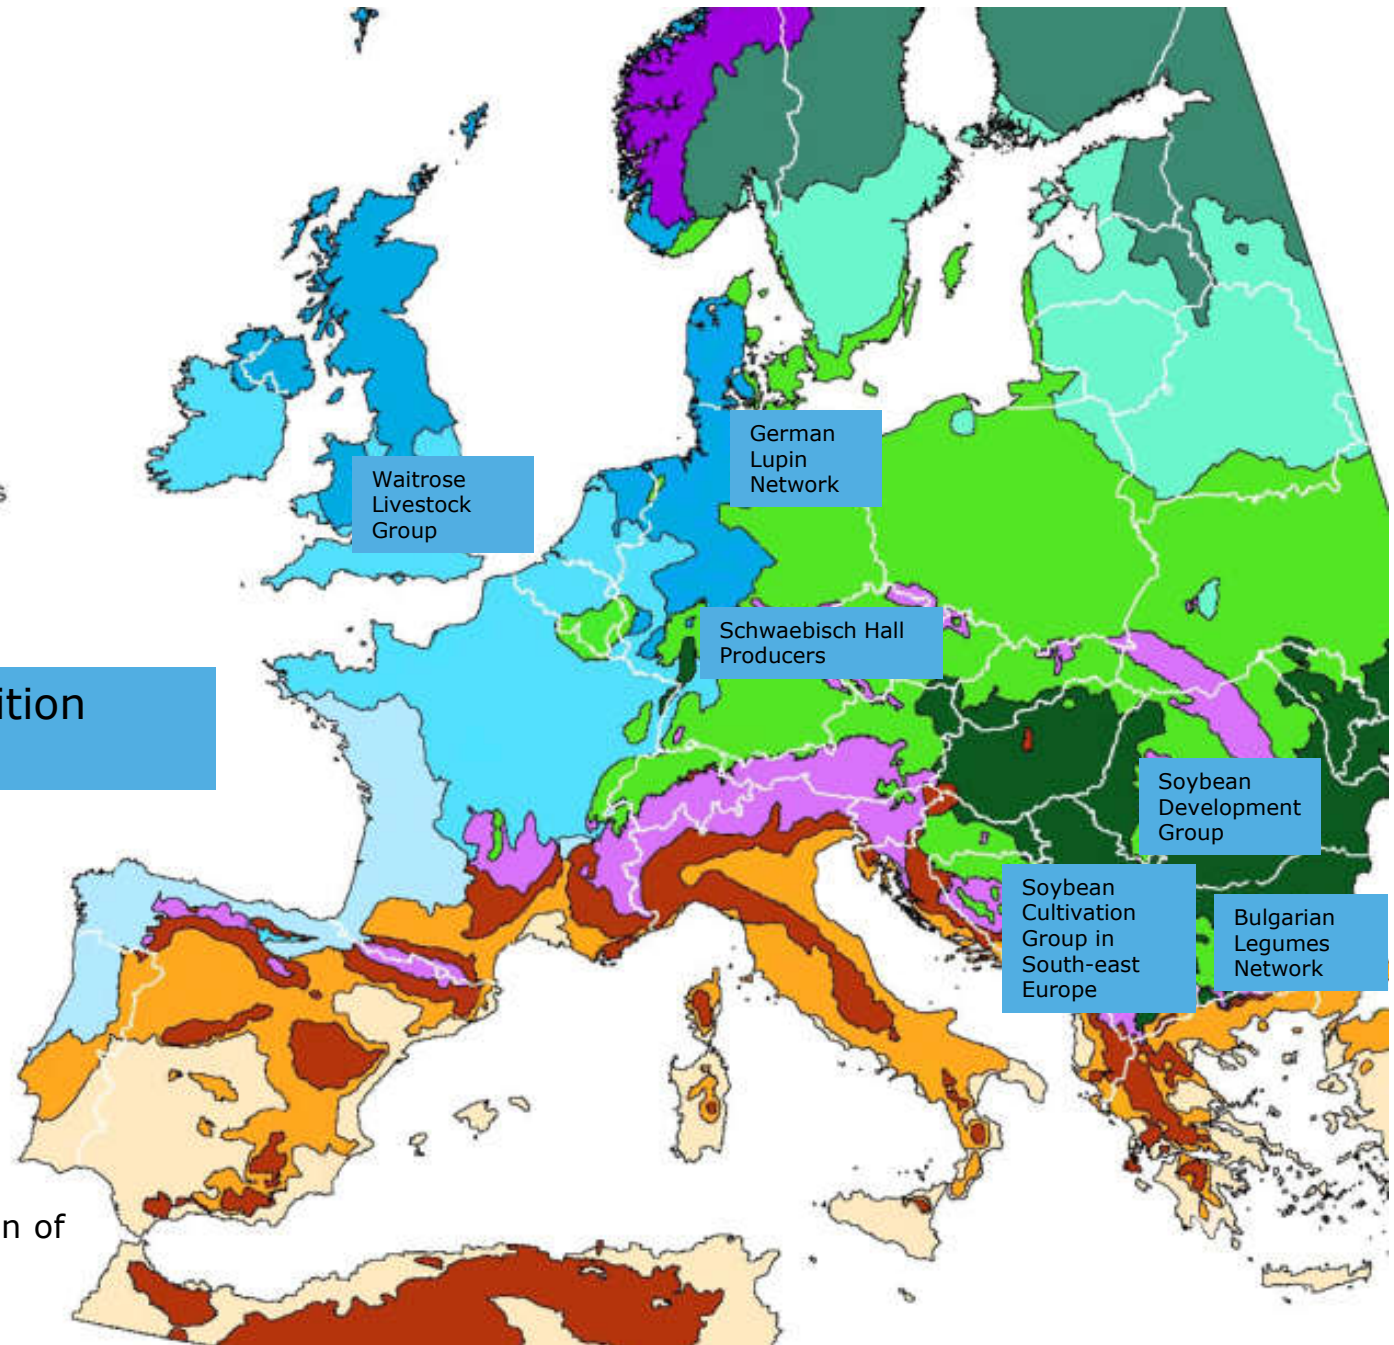 German
Lupin
Network
Waitrose
Livestock
Group
s
Schwaebisch Hall
Producers
ition
Soybean
Development
Group
Soybean
Cultivation
Group in
South-east
Europe
Bulgarian
Legumes
Network
n of